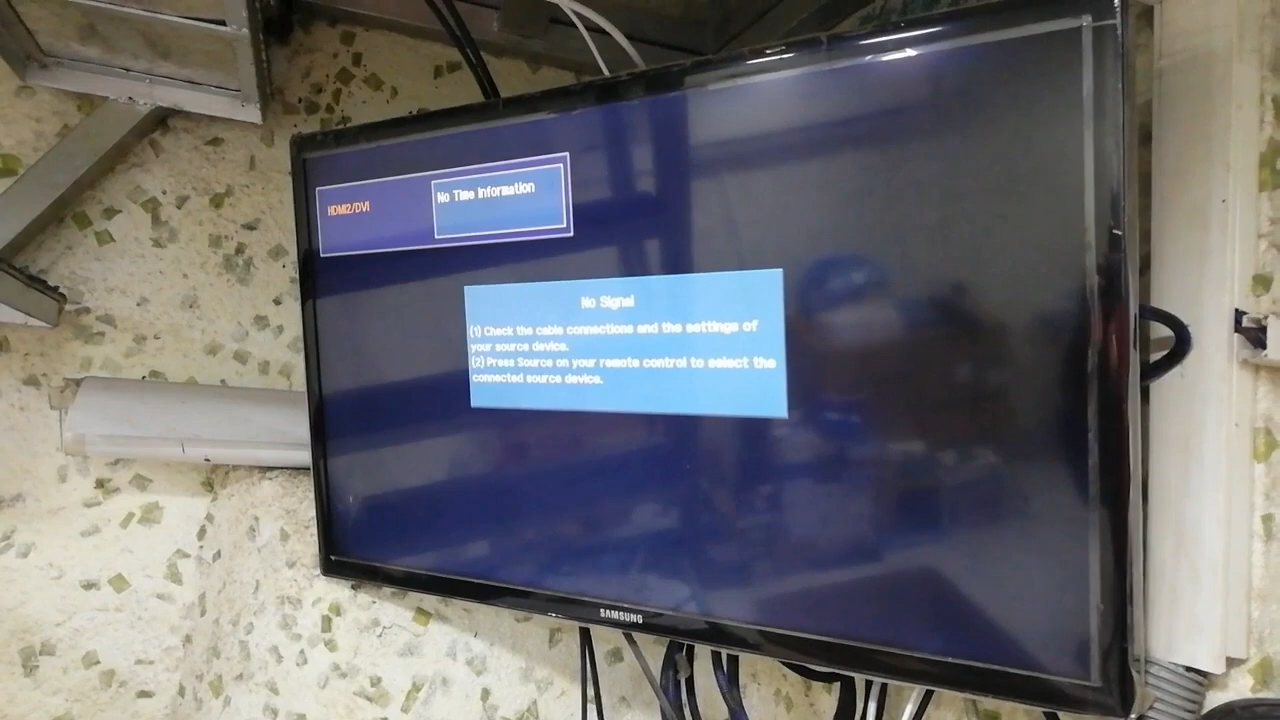 HDMI2/DVI
No Time Information
No Signal
(1) Check the cable connections and the settings of
your source device.
(2) Press Source on your remote control to select the
connected source device.
SAMSUNG